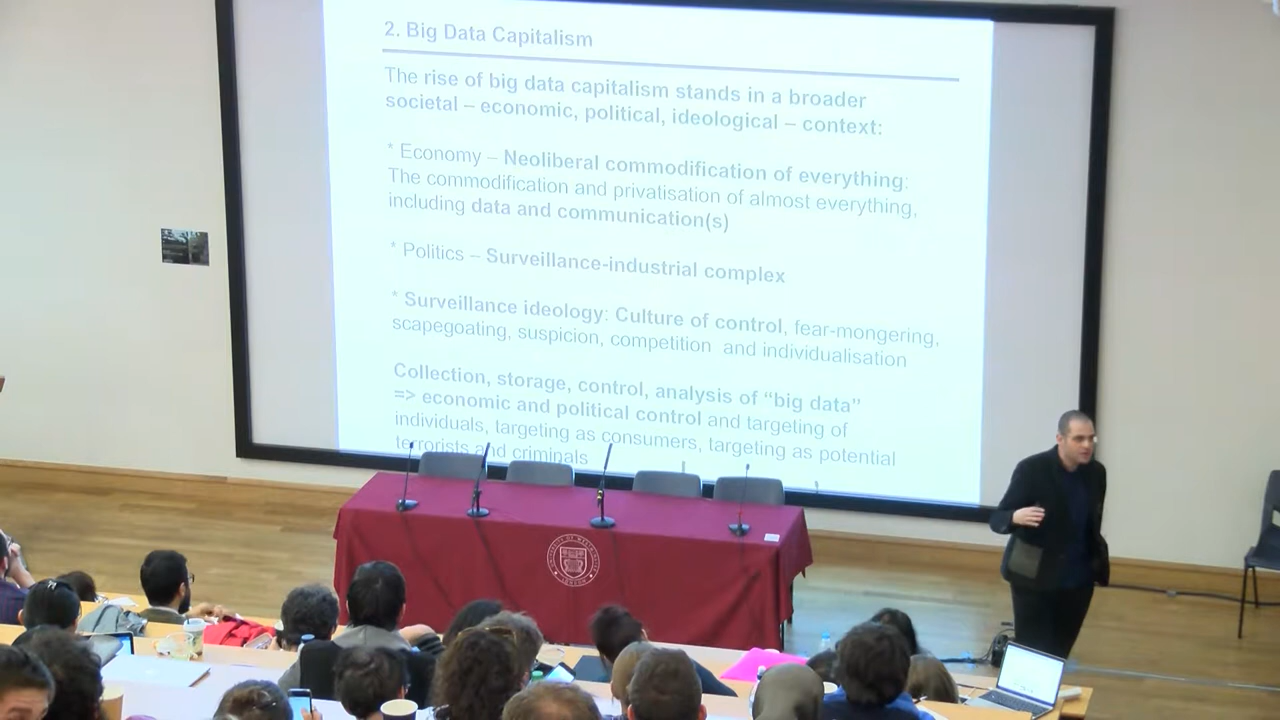 2. Big Data Capitalism
The rise of big data capitalism stands in a broader
societal – economic, political, ideological – context:
* Economy – Neoliberal commodification of everything:
The commodification and privatisation of almost everything,
including data and communication(s)
* Politics – Surveillance-industrial complex
* Surveillance ideology: Culture of control, fear-mongering,
scapegoating, suspicion, competition and individualisation
Collection, storage, control, analysis of “big data”
=> economic and political control and targeting of
individuals, targeting as consumers, targeting as potential
terrorists and criminals